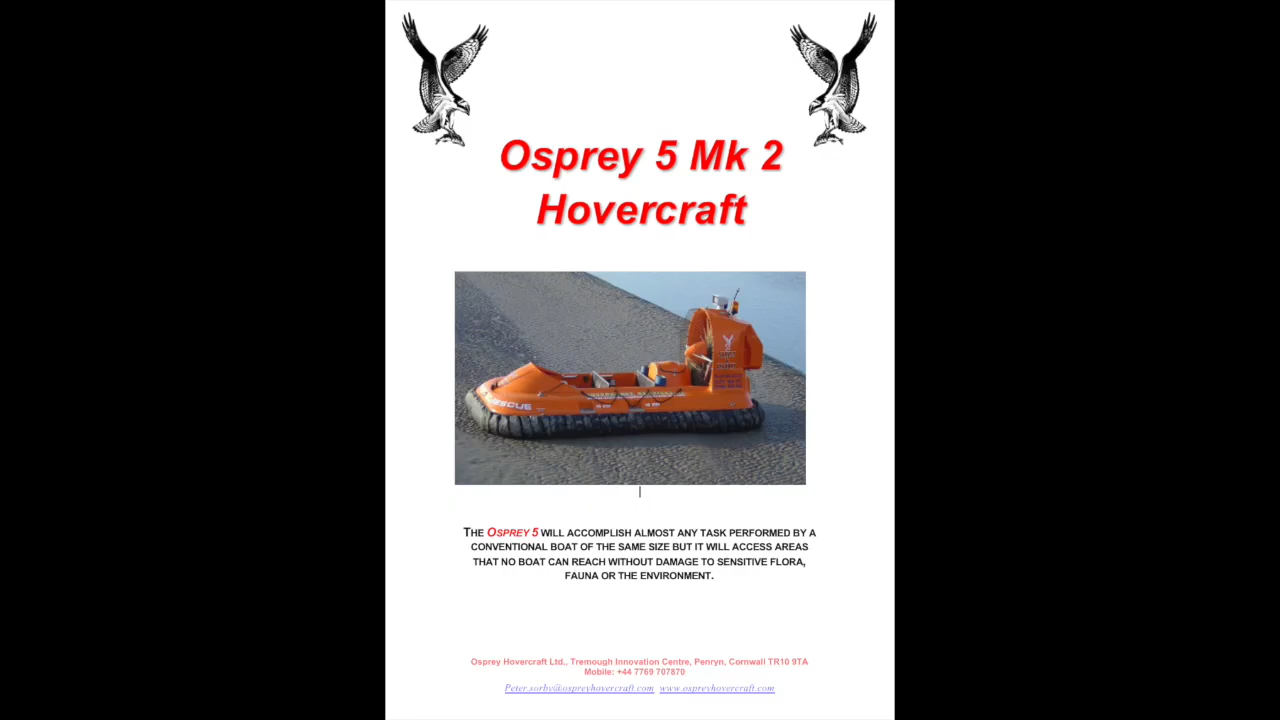 Osprey 5 Mk 2
Hovercraft
RESCUE
THE OSPREY 5 WILL ACCOMPLISH ALMOST ANY TASK PERFORMED BY A
CONVENTIONAL BOAT OF THE SAME SIZE BUT IT WILL ACCESS AREAS
THAT NO BOAT CAN REACH WITHOUT DAMAGE TO SENSITIVE FLORA,
FAUNA OR THE ENVIRONMENT.
Osprey Hovercraft Ltd., Tremough Innovation Centre, Penryn, Cornwall TR10 9TA
Mobile: +44 7769 707870
Peter.sorby@ospreyhovercraft.com www.ospreyhovercraft.com